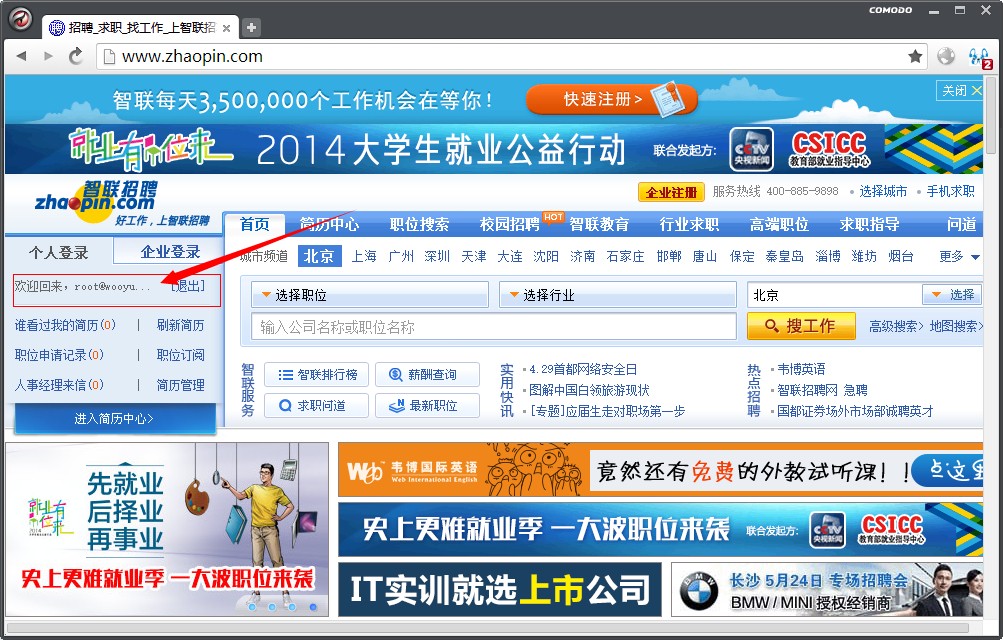 COMODO
招聘_求职_找工作_上智联招
www.zhaopin.com
2
智联每天3,500,000个工作机会在等你！
快速注册>
关闭
就业有位来
2014大学生就业公益行动
联合发起方:
CCTV
央视新闻
CSICC
教育部就业指导中心
智联招聘
zhaopin.com
好工作，上智联招聘
企业注册
服务热线 400-885-9898
选择城市
手机求职
首页
简历中心
职位搜索
校园招聘
HOT
智联教育
行业求职
高端职位
求职指导
问道
个人登录
企业登录
城市频道
北京
上海
广州
深圳
天津
大连
沈阳
济南
石家庄
邯郸
唐山
保定
秦皇岛
淄博
潍坊
烟台
更多
欢迎回来，root@wooyu...
[退出]
选择职位
选择行业
北京
选择
谁看过我的简历(0)
|
刷新简历
输入公司名称或职位名称
搜工作
高级搜索>
地图搜索>
职位申请记录(0)
|
职位订阅
人事经理来信(0)
|
简历管理
进入简历中心>
智联服务
智联排行榜
薪酬查询
求职问道
最新职位
实用快讯
4.29首都网络安全日
图解中国白领旅游现状
[专题]应届生走对职场第一步
热点招聘
韦博英语
智联招聘网 急聘
国都证券场外市场部诚聘英才
就业有位来
先就业
后择业
再事业
史上更难就业季 一大波职位来袭
Web
韦博国际英语
Web International English
竟然还有免费的外教试听课！！
点这里
史上更难就业季 一大波职位来袭
联合发起方:
CCTV
央视新闻
CSICC
教育部就业指导中心
IT实训就选上市公司
BMW
长沙 5月24日 专场招聘会
BMW / MINI 授权经销商